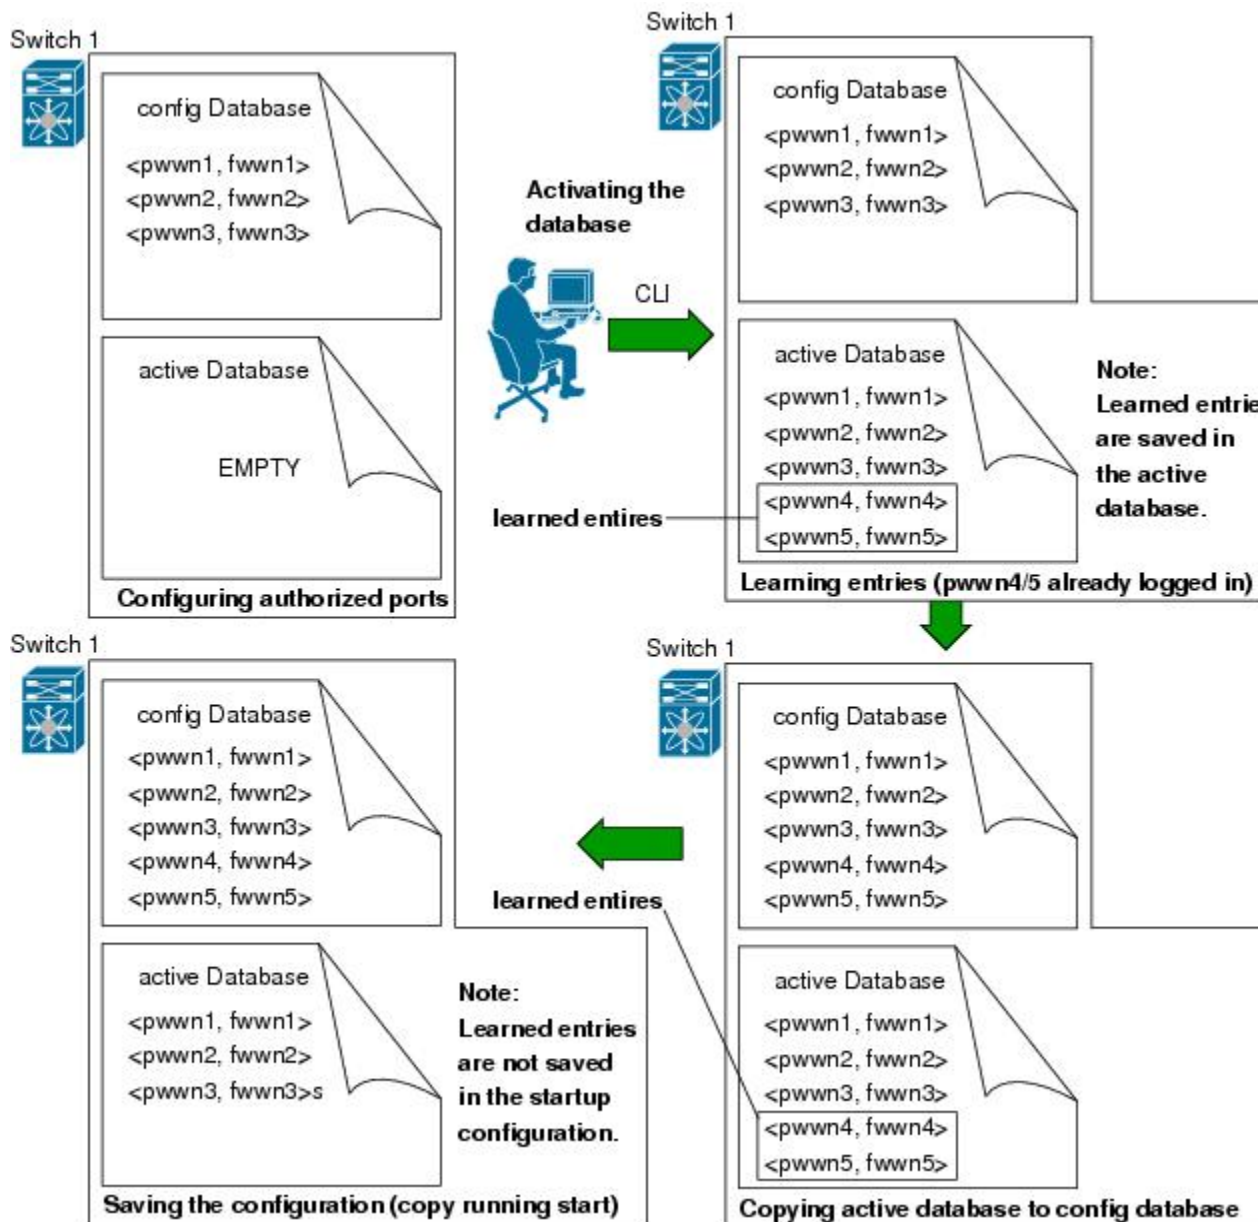 Switch 1
config Database
<pwwn1, fwwn1>
<pwwn2, fwwn2>
<pwwn3, fwwn3>
active Database
EMPTY
Configuring authorized ports
Activating the
database
CLI
Switch 1
config Database
<pwwn1, fwwn1>
<pwwn2, fwwn2>
<pwwn3, fwwn3>
active Database
<pwwn1, fwwn1>
<pwwn2, fwwn2>
<pwwn3, fwwn3>
<pwwn4, fwwn4>
<pwwn5, fwwn5>
learned entires
Note:
Learned entrie
are saved in
the active
database.
Learning entries (pwwn4/5 already logged in)
Switch 1
config Database
<pwwn1, fwwn1>
<pwwn2, fwwn2>
<pwwn3, fwwn3>
<pwwn4, fwwn4>
<pwwn5, fwwn5>
active Database
<pwwn1, fwwn1>
<pwwn2, fwwn2>
<pwwn3, fwwn3>s
Note:
Learned entries
are not saved
in the startup
configuration.
Saving the configuration (copy running start)
Switch 1
config Database
<pwwn1, fwwn1>
<pwwn2, fwwn2>
<pwwn3, fwwn3>
<pwwn4, fwwn4>
<pwwn5, fwwn5>
learned entires
active Database
<pwwn1, fwwn1>
<pwwn2, fwwn2>
<pwwn3, fwwn3>
<pwwn4, fwwn4>
<pwwn5, fwwn5>
Copying active database to config database